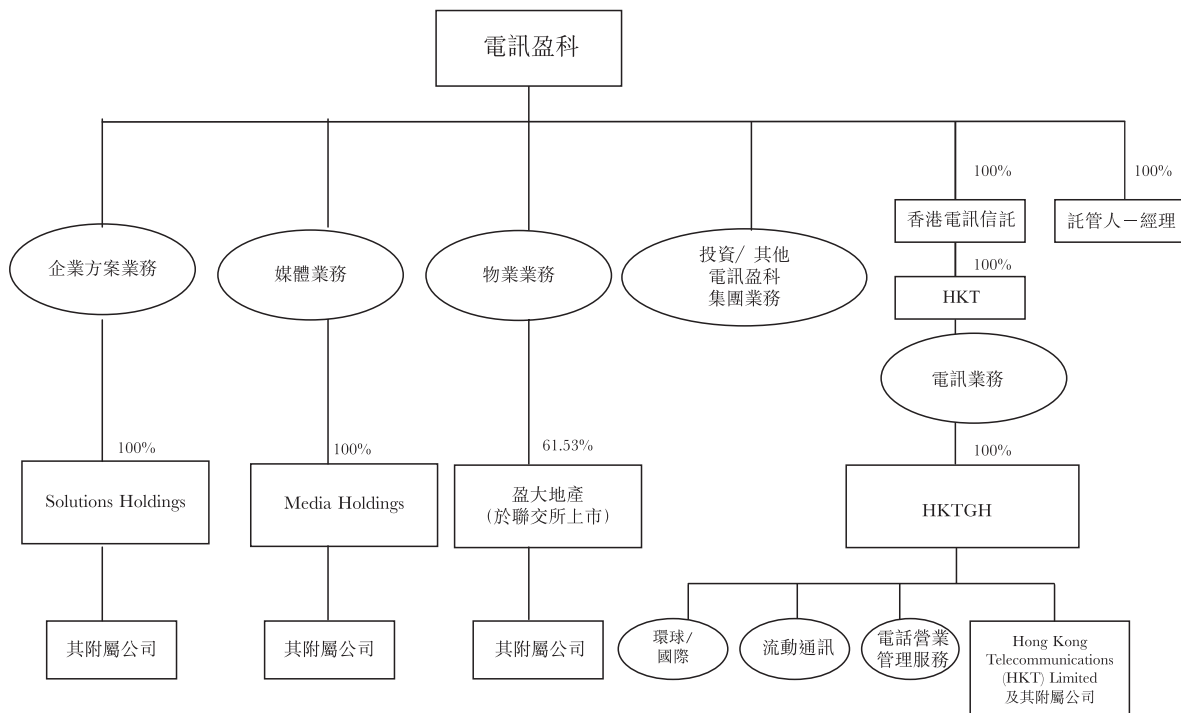 電訊盈科
100%
100%
香港電訊信託
託管人－經理
企業方案業務
媒體業務
物業業務
投資/ 其他
電訊盈科
集團業務
100%
HKT
電訊業務
100%
100%
61.53%
100%
Solutions Holdings
Media Holdings
盈大地產
（於聯交所上市）
HKTGH
其附屬公司
其附屬公司
其附屬公司
環球/
國際
流動通訊
電話營業
管理服務
Hong Kong
Telecommunications
(HKT) Limited
及其附屬公司